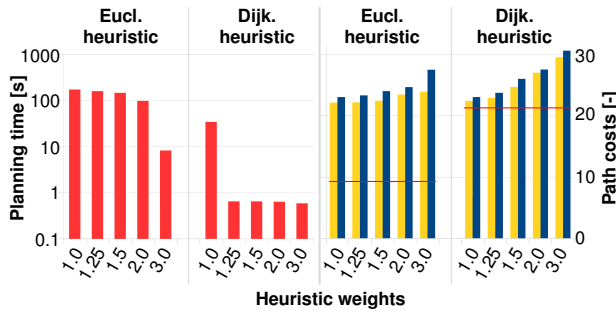 Eucl. heuristic
Dijk. heuristic
Eucl. heuristic
Dijk. heuristic
Planning time [s]
1000
100
10
1
0.1
30
20
10
0
Path costs [-]
1.0 1.25 1.5 2.0 3.0
1.0 1.25 1.5 2.0 3.0
1.0 1.25 1.5 2.0 3.0
1.0 1.25 1.5 2.0 3.0
Heuristic weights